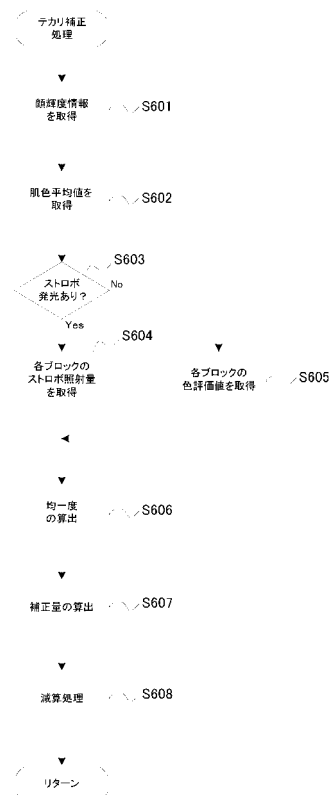 テカリ補正
処理
顔輝度情報
を取得
S601
肌色平均値を
取得
S602
ストロボ
発光あり?
S603
No
Yes
各ブロックの
ストロボ照射量
を取得
S604
各ブロックの
色評価値を取得
S605
均一度
の算出
S606
補正量の算出
S607
減算処理
S608
リターン